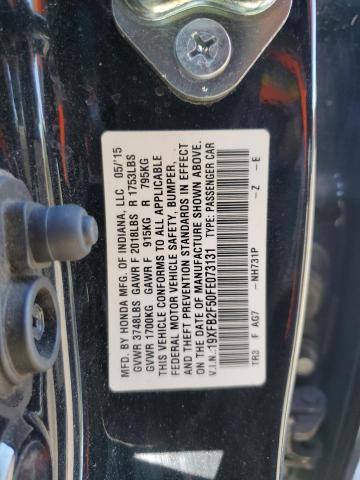 MFD. BY HONDA MFG. OF INDIANA, LLC 05/'15
GVWR 3748LBS GAWR F 2018LBS R 1753LBS
GVWR 1700KG GAWR F 915KG R 795KG
THIS VEHICLE CONFORMS TO ALL APPLICABLE
FEDERAL MOTOR VEHICLE SAFETY, BUMPER,
AND THEFT PREVENTION STANDARDS IN EFFECT
ON THE DATE OF MANUFACTURE SHOWN ABOVE.
V.I.N.:19XFB2F50FE073131 TYPE: PASSENGER CAR
TR3 F AG7 -NH731P -Z -E